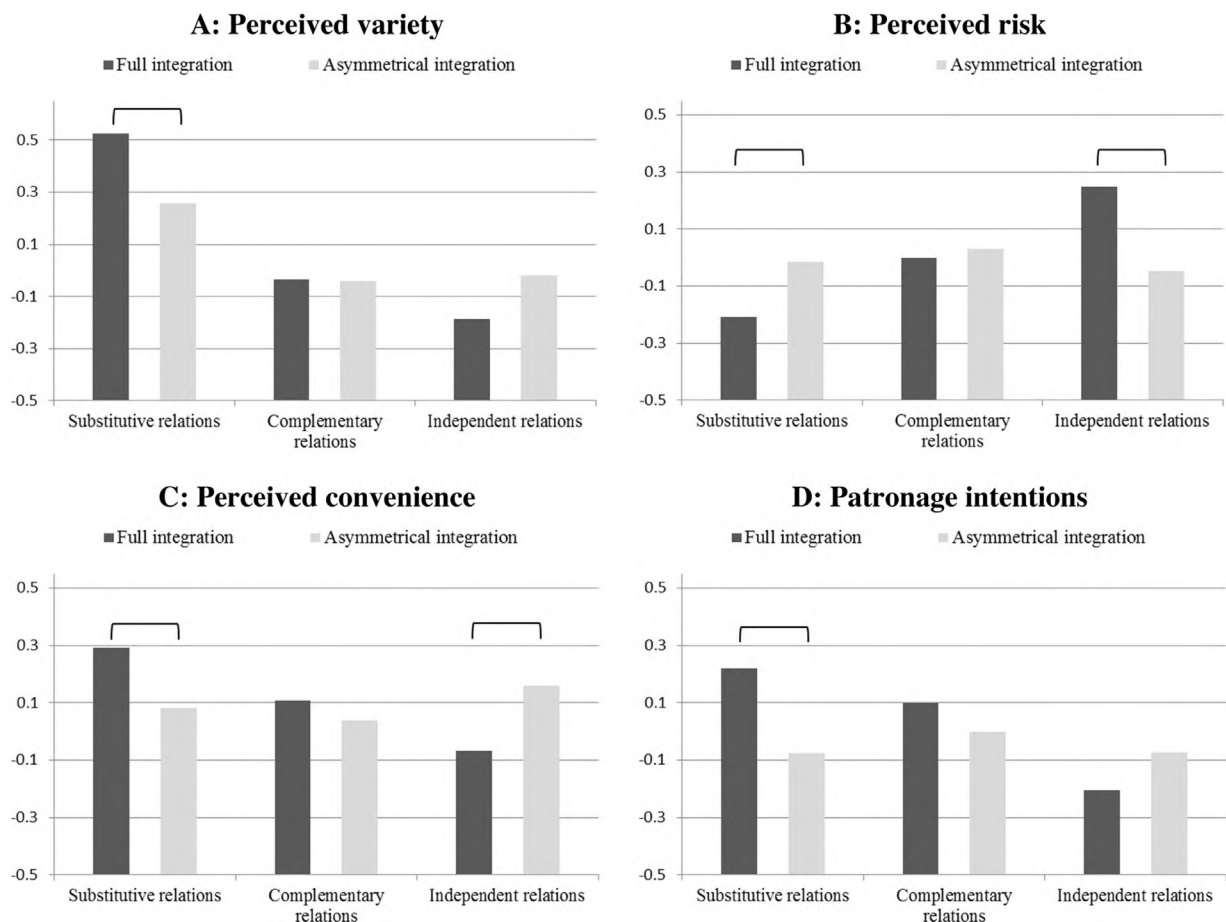 A: Perceived variety
Full integration Asymmetrical integration
0.5
0.3
0.1
-0.1
-0.3
-0.5
Substitutive relations Complementary relations Independent relations
B: Perceived risk
Full integration Asymmetrical integration
0.5
0.3
0.1
-0.1
-0.3
-0.5
Substitutive relations Complementary relations Independent relations
C: Perceived convenience
Full integration Asymmetrical integration
0.5
0.3
0.1
-0.1
-0.3
-0.5
Substitutive relations Complementary relations Independent relations
D: Patronage intentions
Full integration Asymmetrical integration
0.5
0.3
0.1
-0.1
-0.3
-0.5
Substitutive relations Complementary relations Independent relations